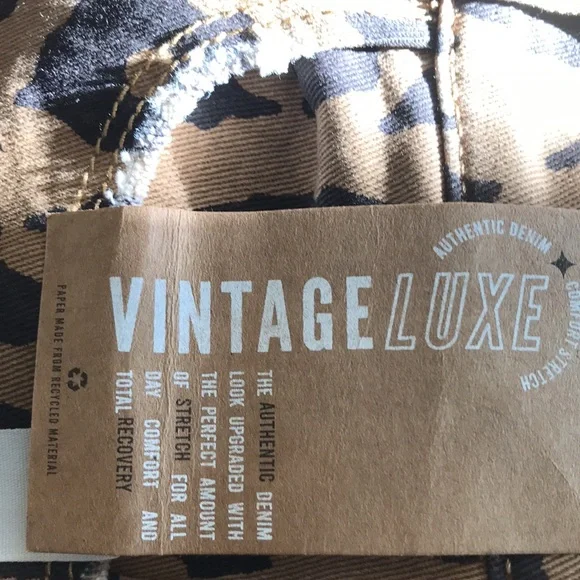 VINTAGE LUXE
AUTHENTIC DENIM
COMFORT STRETCH
THE AUTHENTIC DENIM
LOOK UPGRADED WITH
THE PERFECT AMOUNT
OF STRETCH FOR ALL
DAY COMFORT AND
TOTAL RECOVERY
PAPER MADE FROM RECYCLED MATERIAL